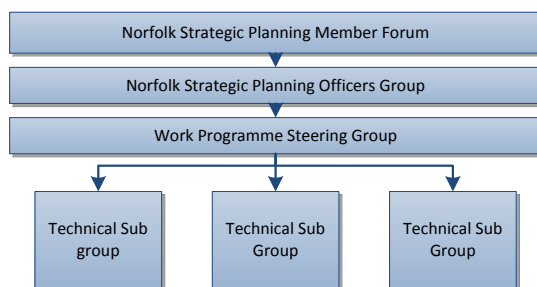 Norfolk Strategic Planning Member Forum
Norfolk Strategic Planning Officers Group
Work Programme Steering Group
Technical Sub
group
Technical Sub
Group
Technical Sub
Group